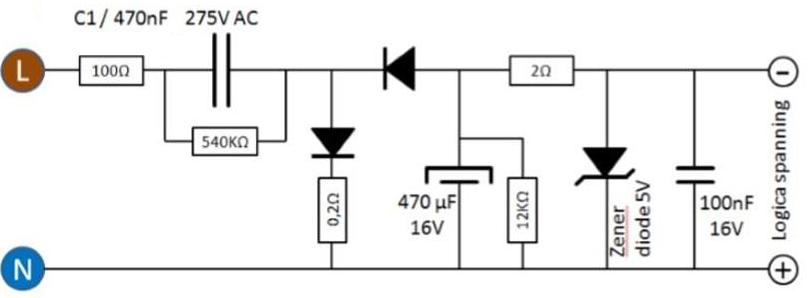 C1/ 470nF 275V AC
L
100Ω
540KΩ
0,2Ω
2Ω
470 µF
16V
12KΩ
Zener
diode 5V
100nF
16V
−
Logica spanning
+
N